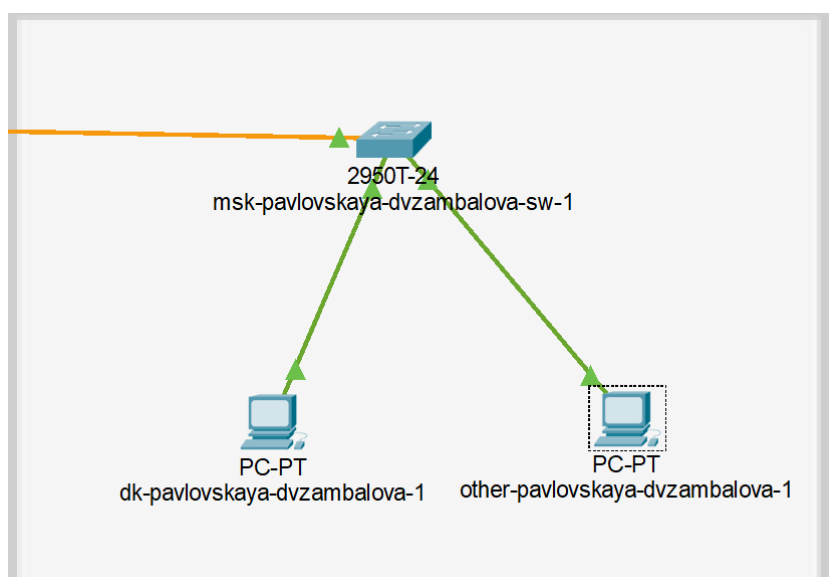 2950T-24
msk-pavlovskaya-dvzambalova-sw-1
PC-PT
dk-pavlovskaya-dvzambalova-1
PC-PT
other-pavlovskaya-dvzambalova-1